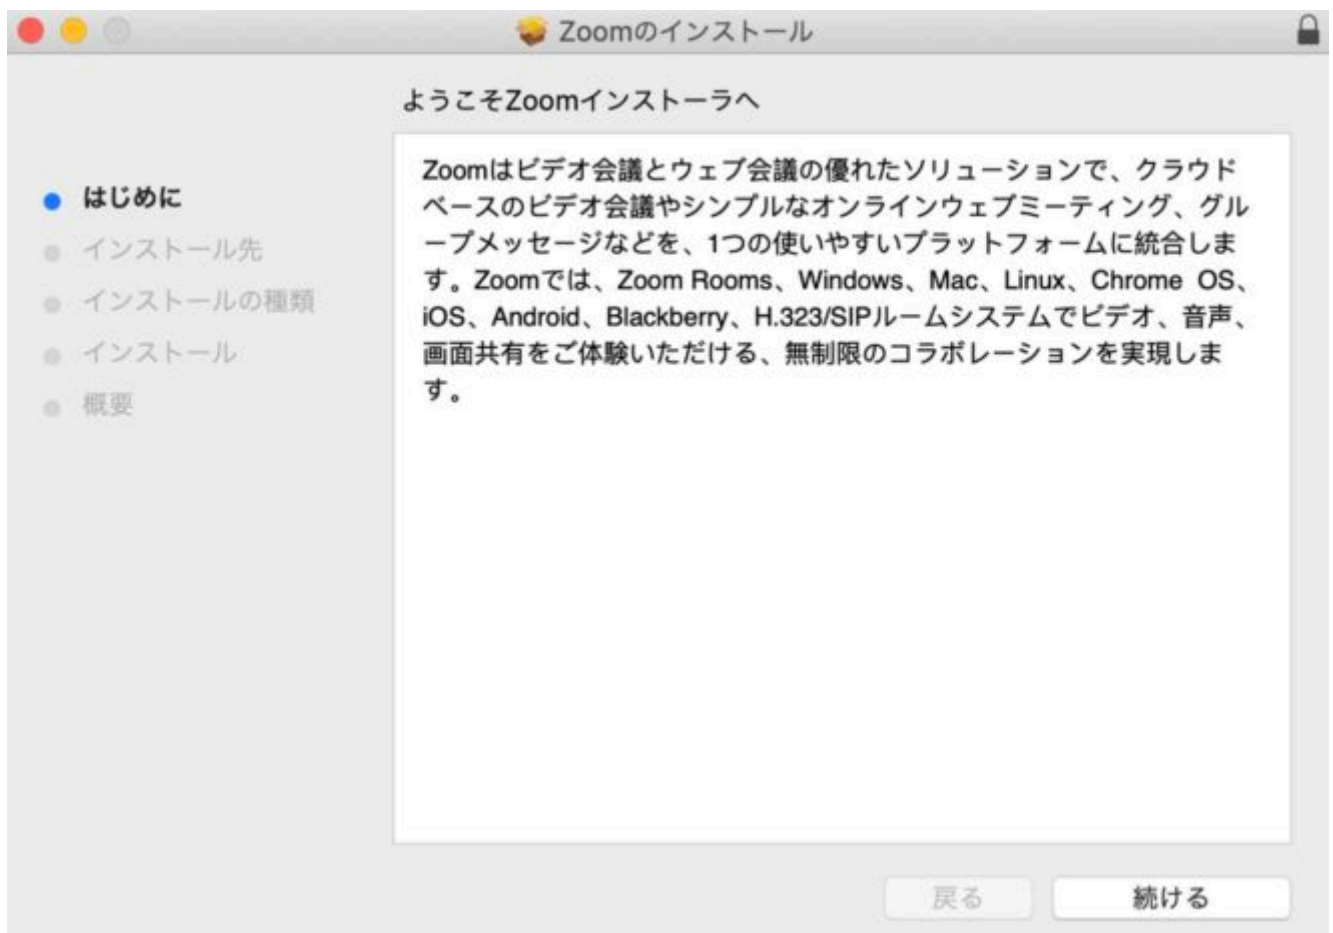 Zoomのインストール
ようこそZoomインストーラへ
はじめに
インストール先
インストールの種類
インストール
概要
Zoomはビデオ会議とウェブ会議の優れたソリューションで、クラウド
ベースのビデオ会議やシンプルなオンラインウェブミーティング、グル
ープメッセージなどを、1つの使いやすいプラットフォームに統合しま
す。Zoomでは、Zoom Rooms、Windows、Mac、Linux、Chrome OS、
iOS、Android、Blackberry、H.323/SIPルームシステムでビデオ、音声、
画面共有をご体験いただける、無制限のコラボレーションを実現しま
す。
戻る
続ける